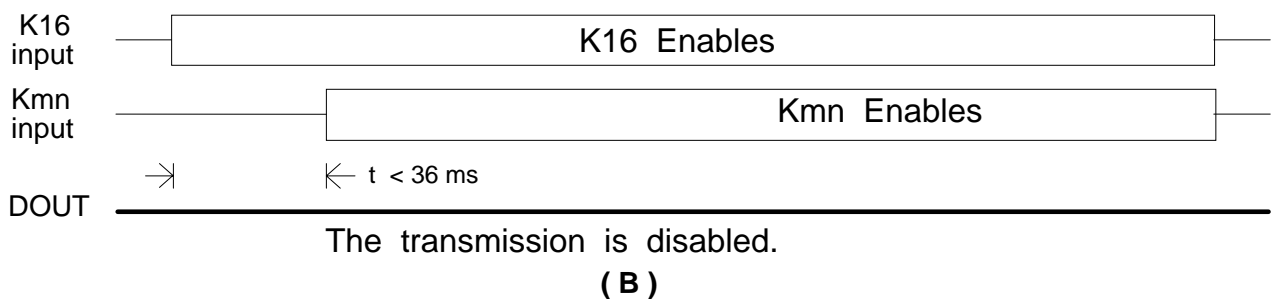 K16
input
K16 Enables
Kmn
input
Kmn Enables
t < 36 ms
DOUT
The transmission is disabled.
( B )